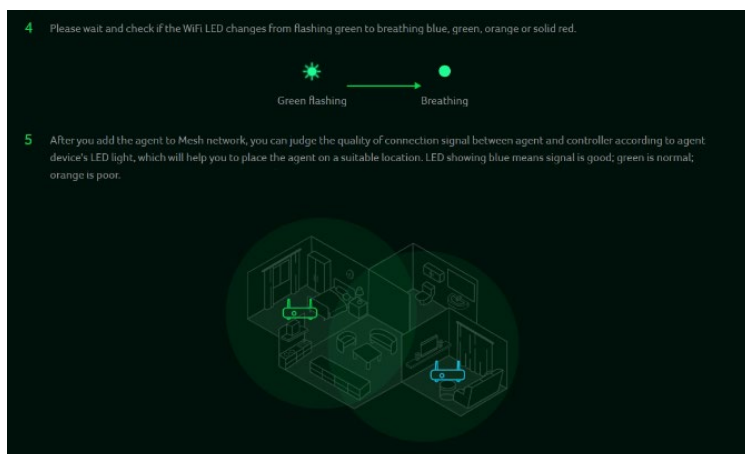 4 Please wait and check if the WiFi LED changes from flashing green to breathing blue, green, orange or solid red.
Green flashing
Breathing
5 After you add the agent to Mesh network, you can judge the quality of connection signal between agent and controller according to agent
device's LED light, which will help you to place the agent on a suitable location. LED showing blue means signal is good; green is normal;
orange is poor.